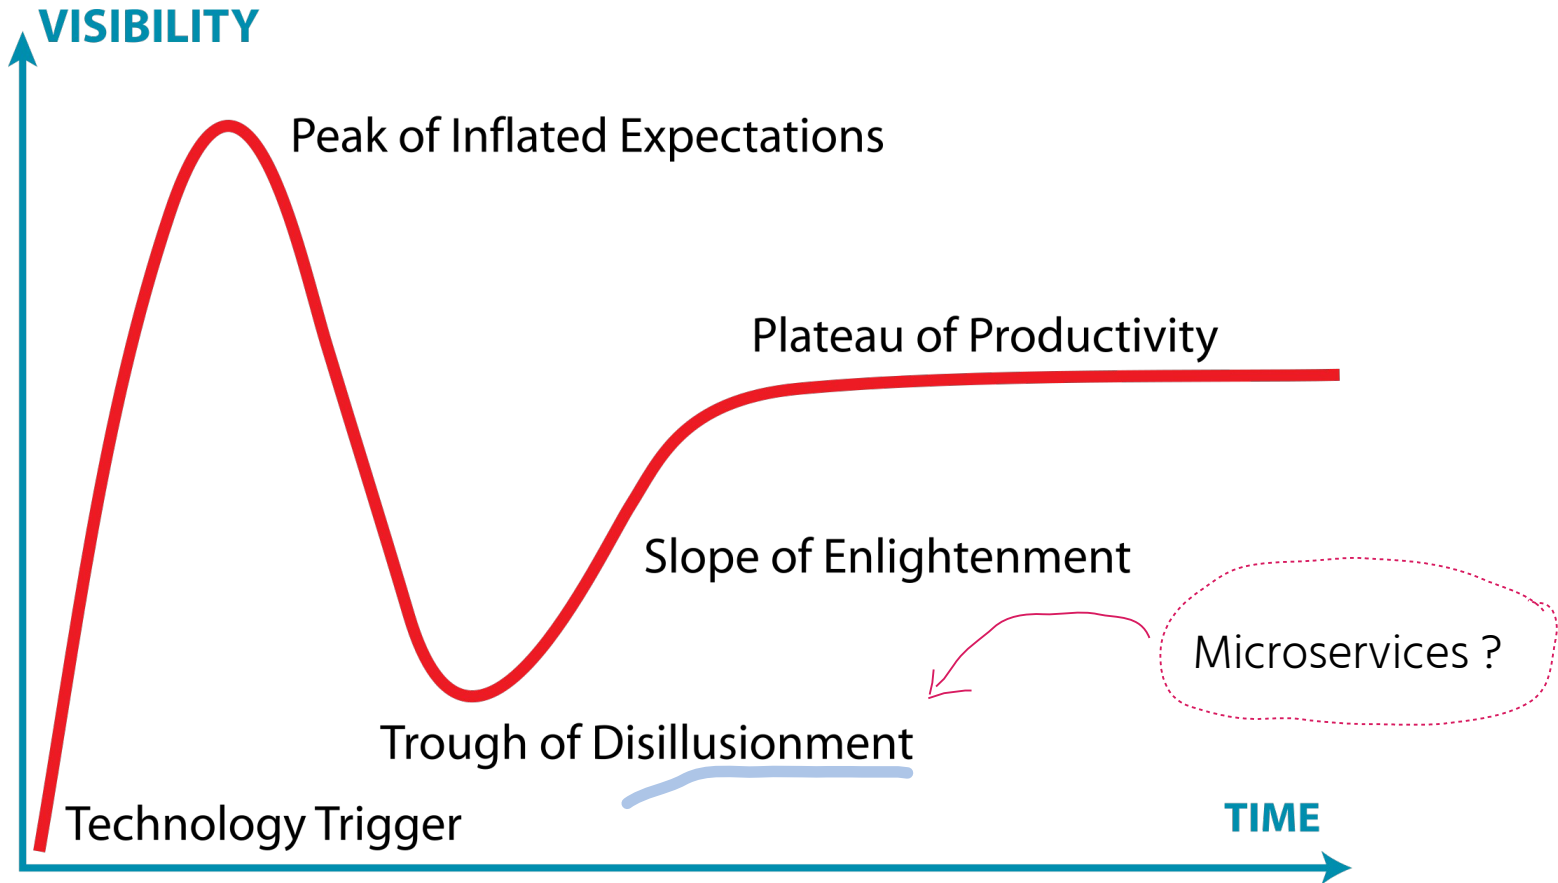 VISIBILITY
Peak of Inflated Expectations
Plateau of Productivity
Slope of Enlightenment
Microservices ?
Trough of Disillusionment
Technology Trigger
TIME